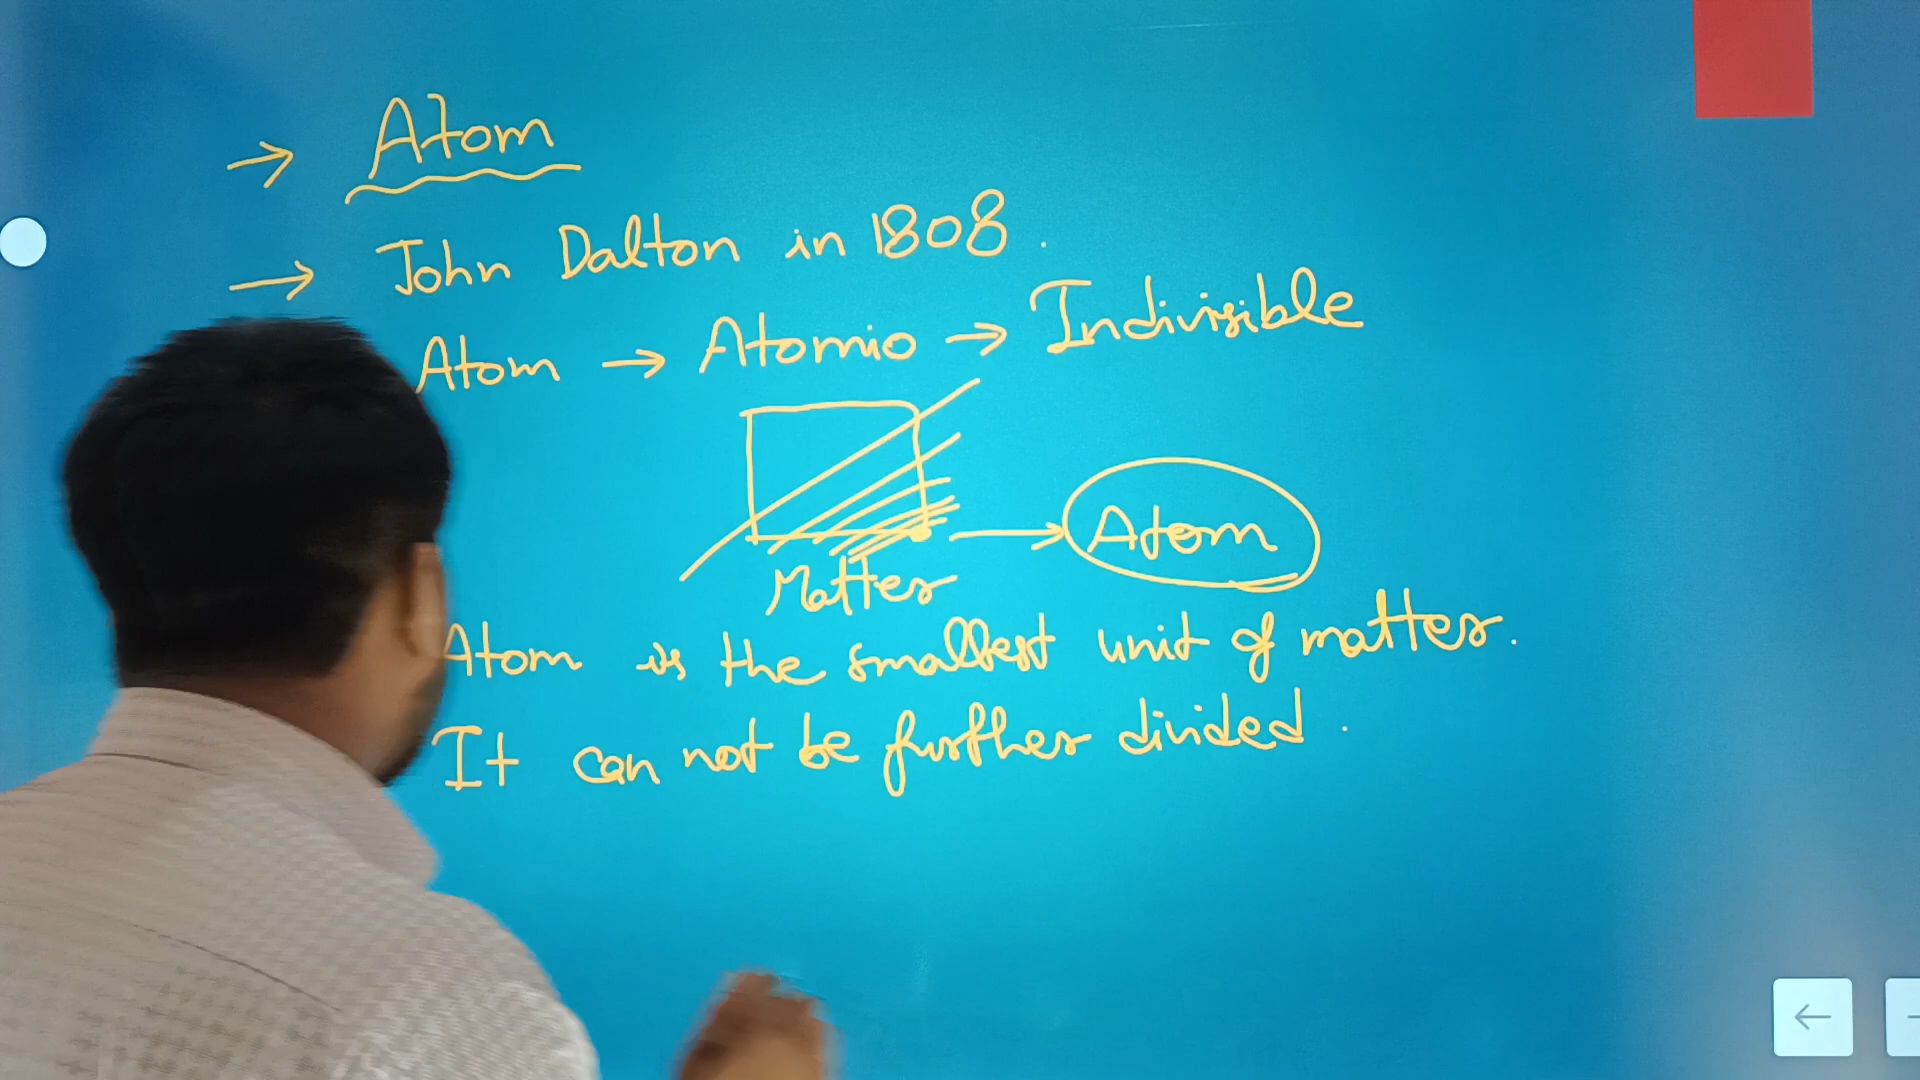 → Atom
→ John Dalton in 1808.
Atom → Atomio → Indivisible
→ Atom
Matter
Atom is the smallest unit of matter.
It can not be further divided.